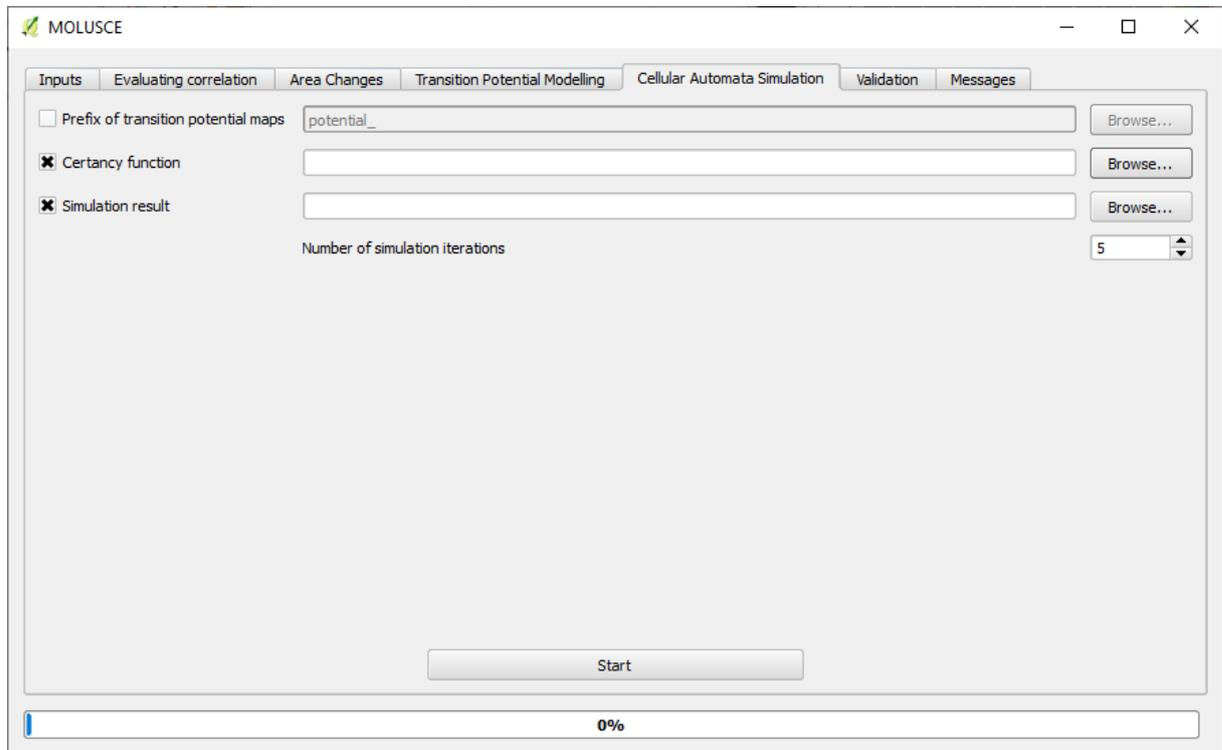 MOLUSCE
Inputs Evaluating correlation Area Changes Transition Potential Modelling Cellular Automata Simulation Validation Messages
Prefix of transition potential maps potential_ Browse...
Certancy function Browse...
Simulation result Browse...
Number of simulation iterations 5
Start
0%